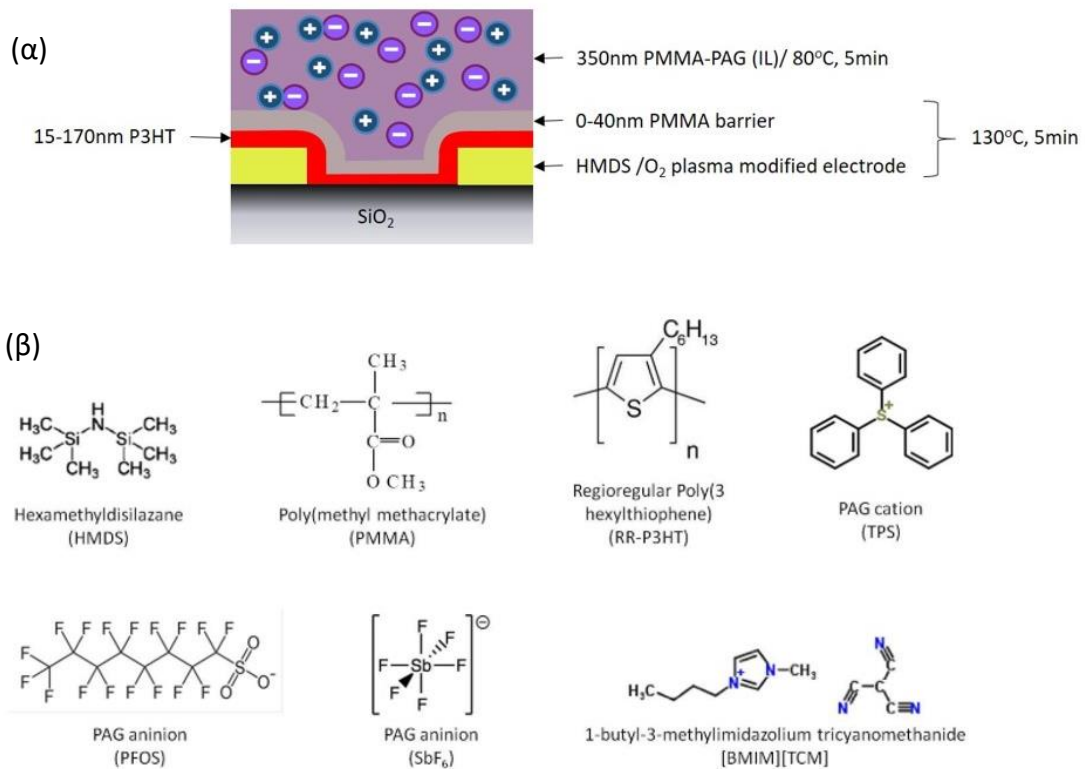 (α)
350nm PMMA-PAG (IL)/ 80°C, 5min
15-170nm P3HT
0-40nm PMMA barrier
130°C, 5min
HMDS /O₂ plasma modified electrode
SiO₂
(β)
H₃C H N CH₃
H₃C Si Si CH₃
H₃C CH₃ CH₃
Hexamethyldisilazane
(HMDS)
CH₃
[ CH₂ C ] n
C=O
O CH₃
Poly(methyl methacrylate)
(PMMA)
C₆H₁₃
S
n
Regioregular Poly(3
hexylthiophene)
(RR-P3HT)
S⁺
PAG cation
(TPS)
F F F F F F F F
F F O
F S O⁻
F F F F F F F F O
PAG aninion
(PFOS)
F
F Sb F
F F
F
⊖
PAG aninion
(SbF₆)
H₃C N⁺ N CH₃
N
C
C C
N C≡N
1-butyl-3-methylimidazolium tricyanomethanide
[BMIM][TCM]